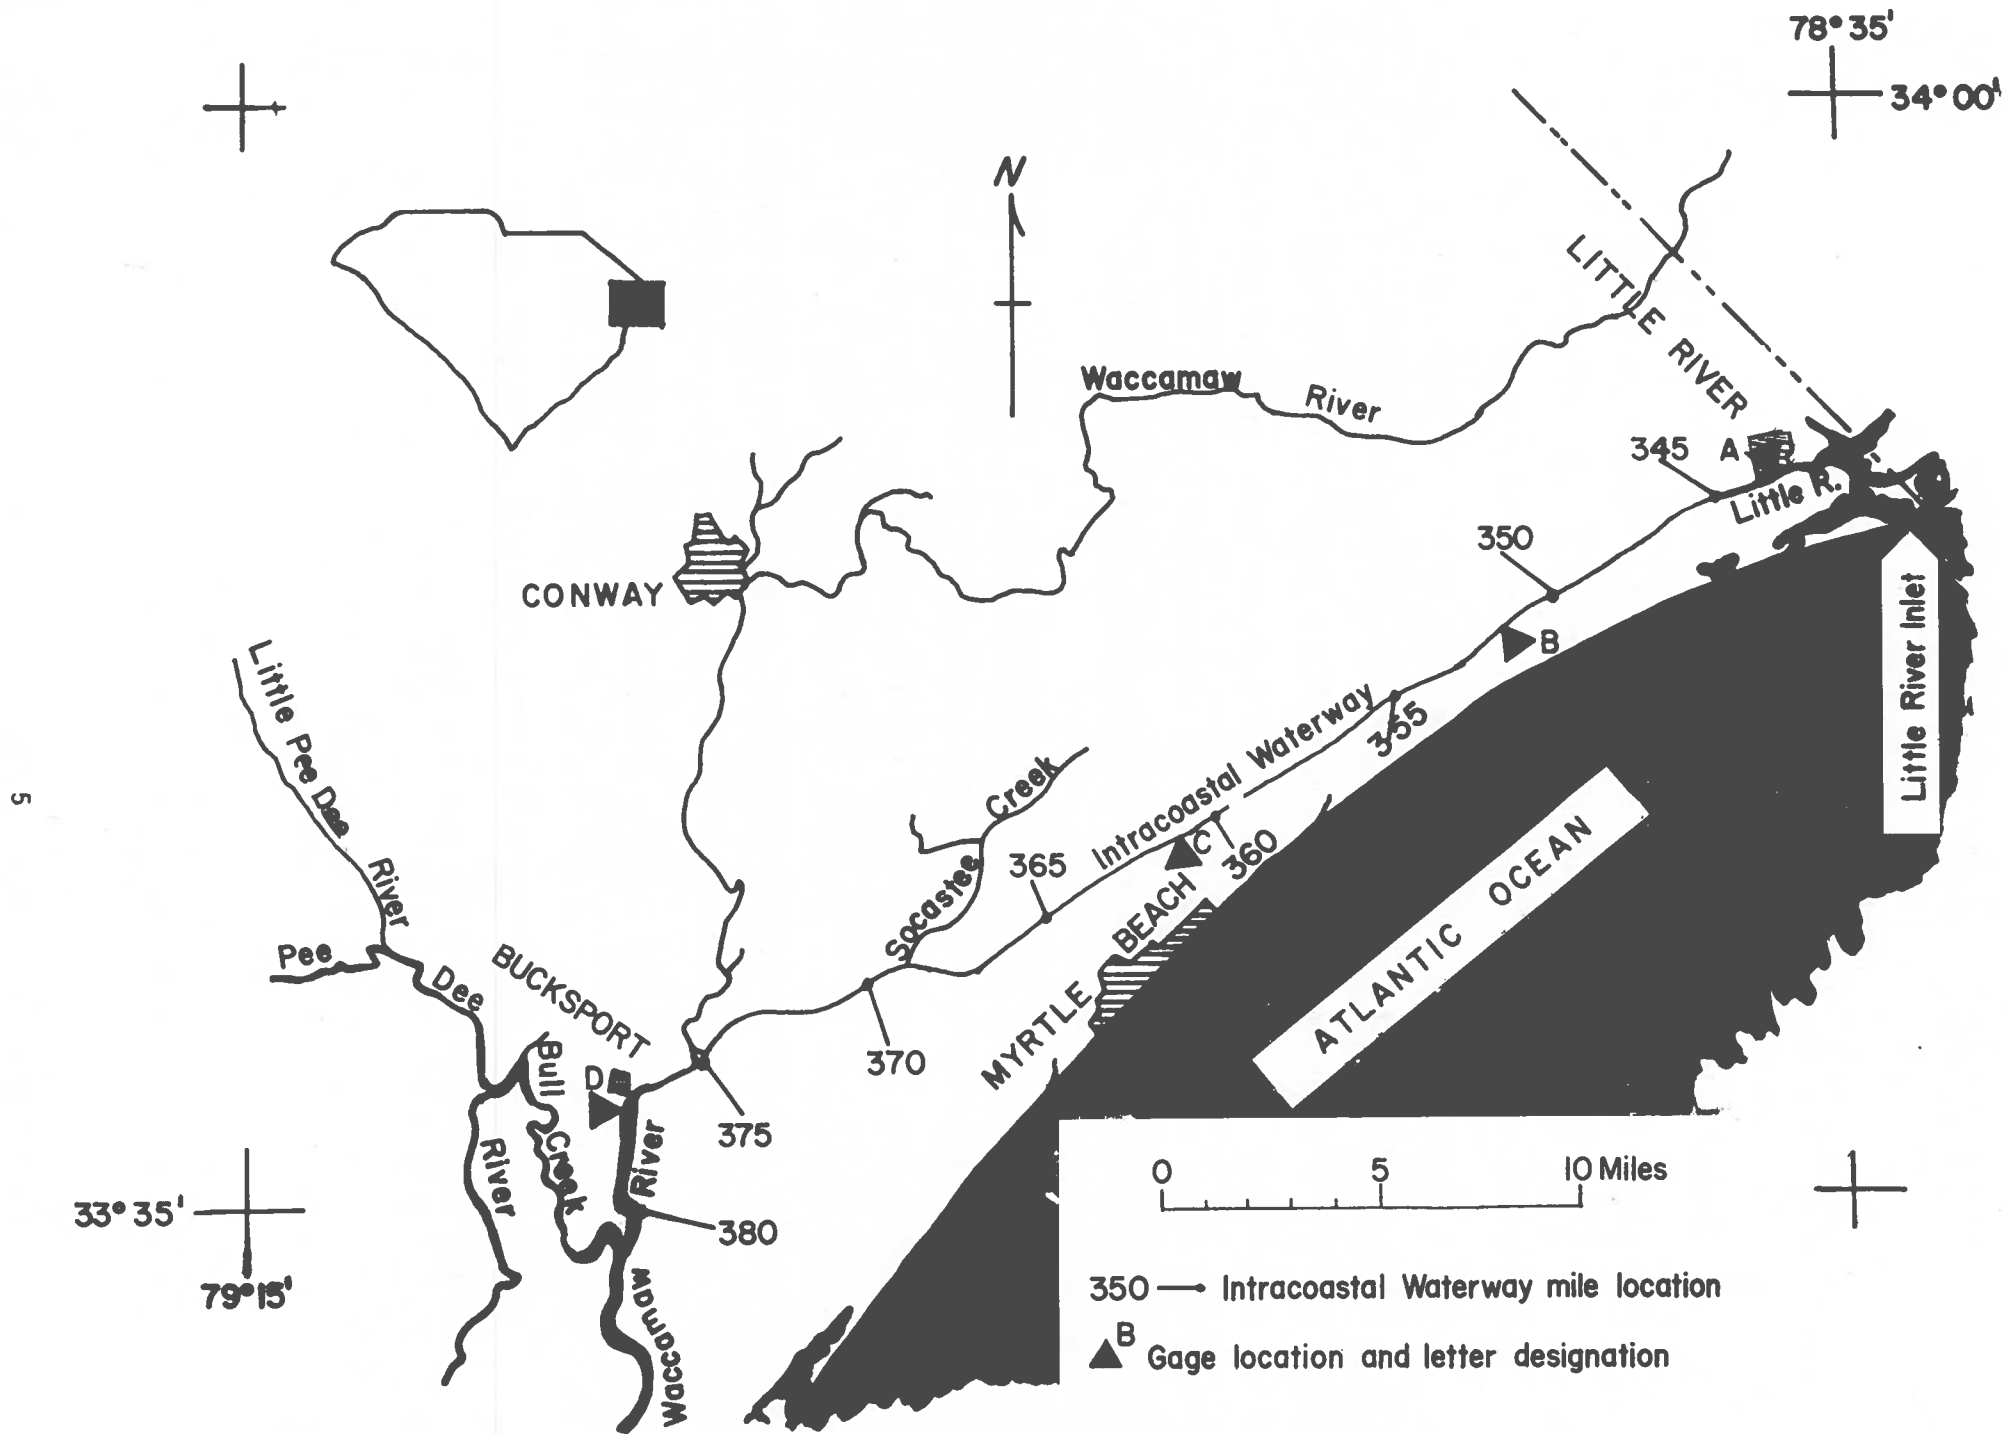 78°35'
34°00'
N
LITTLE RIVER
Waccamaw River
345
A
Little R.
350
CONWAY
B
Little River Inlet
Little Pee Dee River
355
Intracoastal Waterway
Creek
Socastee
C
360
365
5
ATLANTIC OCEAN
MYRTLE BEACH
Pee Dee
BUCKSPORT
370
Bull Creek
D
375
River
River
0 5 10 Miles
33°35'
380
79°15'
Waccamaw
350 Intracoastal Waterway mile location
B
Gage location and letter designation